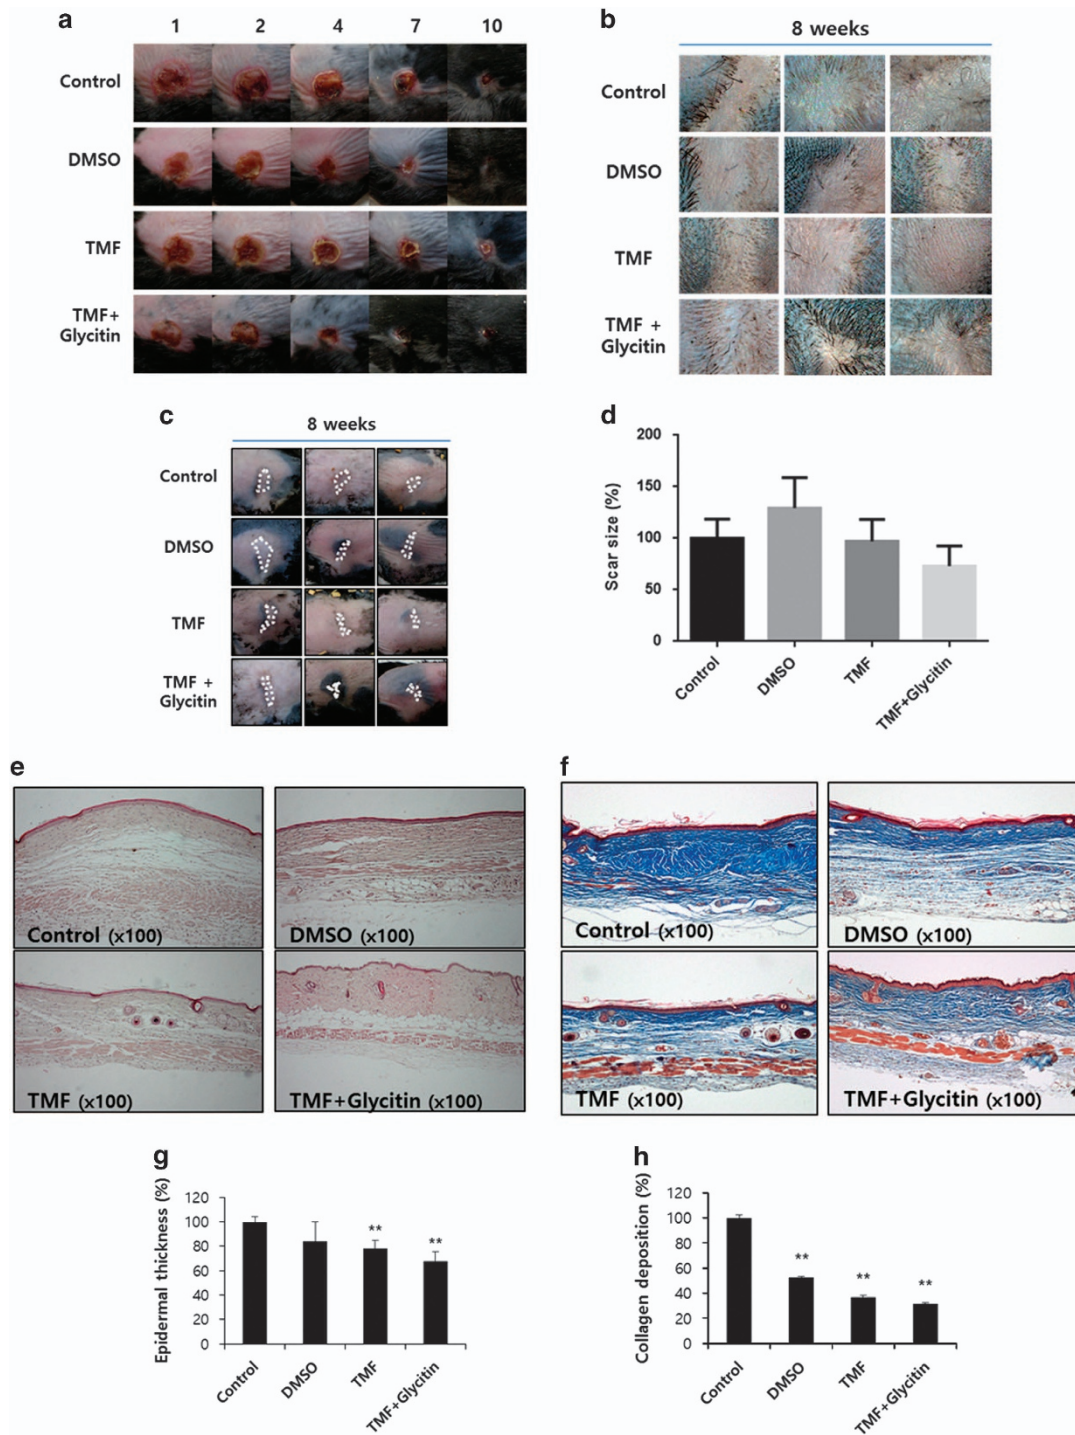 a
1 2 4 7 10
Control
DMSO
TMF
TMF+
Glycitin
b
8 weeks
Control
DMSO
TMF
TMF +
Glycitin
c
8 weeks
Control
DMSO
TMF
TMF +
Glycitin
d
Scar size (%)
200
150
100
50
0
Control
DMSO
TMF
TMF+Glycitin
e
Control (x100)
DMSO (x100)
TMF (x100)
TMF+Glycitin (x100)
f
Control (x100)
DMSO (x100)
TMF (x100)
TMF+Glycitin (x100)
g
Epidermal thickness (%)
120
100
80
60
40
20
0
**
**
Control
DMSO
TMF
TMF+Glycitin
h
Collagen deposition (%)
120
100
80
60
40
20
0
**
**
**
Control
DMSO
TMF
TMF+Glycitin